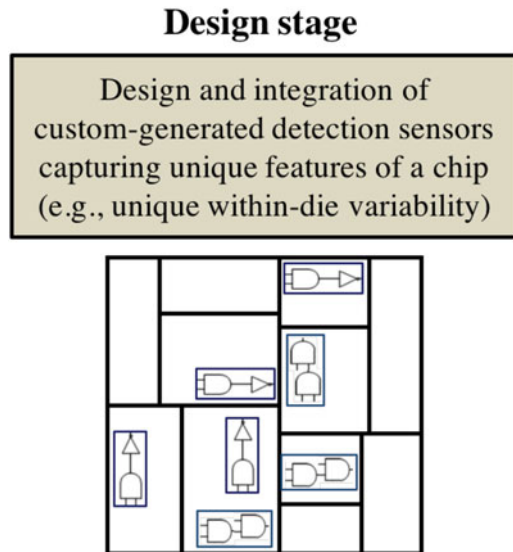 Design stage
Design and integration of
custom-generated detection sensors
capturing unique features of a chip
(e.g., unique within-die variability)